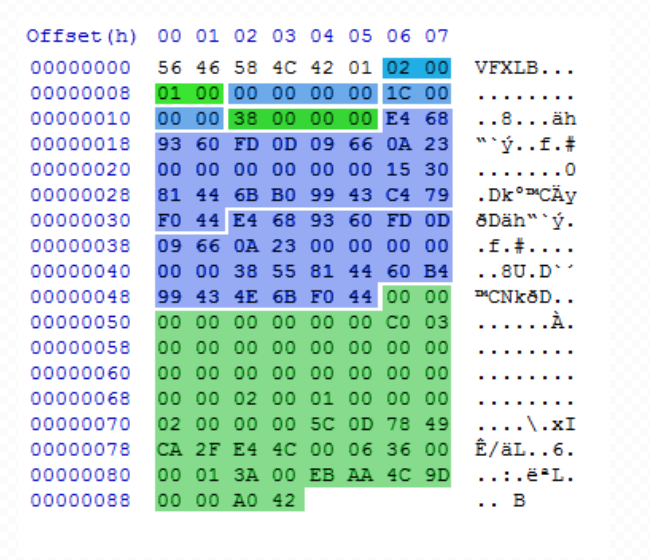 Offset(h) 00 01 02 03 04 05 06 07
00000000 56 46 58 4C 42 01 02 00 VFXLB...
00000008 01 00 00 00 00 00 1C 00 ........
00000010 00 00 38 00 00 00 E4 68 ..8...äh
00000018 93 60 FD 0D 09 66 0A 23 “`ý..f.#
00000020 00 00 00 00 00 00 15 30 .......0
00000028 81 44 6B B0 99 43 C4 79 .Dk°™CÄy
00000030 F0 44 E4 68 93 60 FD 0D ðDäh“`ý.
00000038 09 66 0A 23 00 00 00 00 .f.#....
00000040 00 00 38 55 81 44 60 B4 ..8U.D`´
00000048 99 43 4E 6B F0 44 00 00 ™CNkðD..
00000050 00 00 00 00 00 00 C0 03 ......À.
00000058 00 00 00 00 00 00 00 00 ........
00000060 00 00 00 00 00 00 00 00 ........
00000068 00 00 02 00 01 00 00 00 ........
00000070 02 00 00 00 5C 0D 78 49 ....\.xI
00000078 CA 2F E4 4C 00 06 36 00 Ê/äL..6.
00000080 00 01 3A 00 EB AA 4C 9D ..:.ëªL.
00000088 00 00 A0 42 .. B